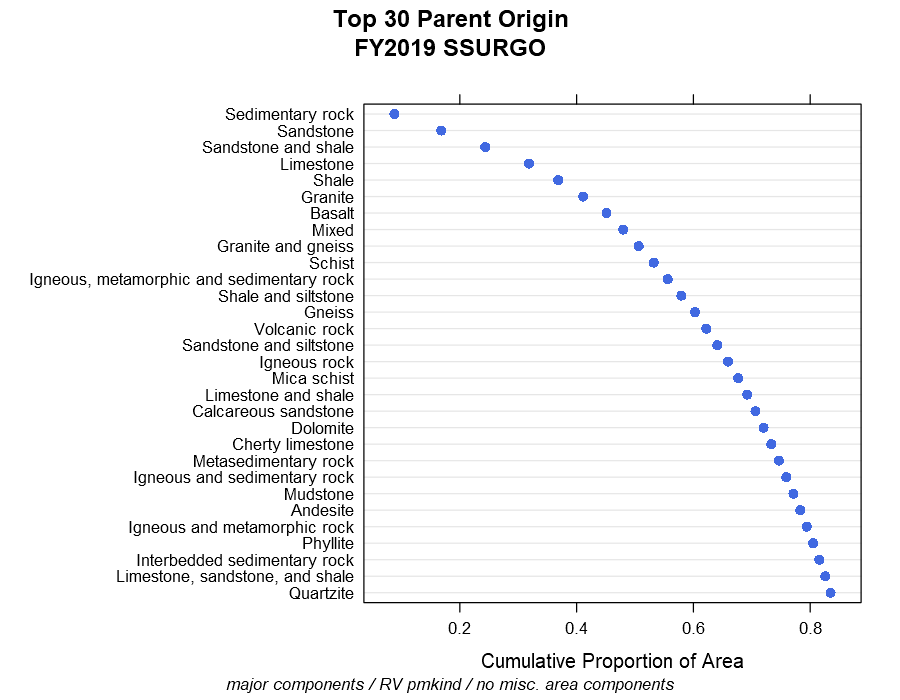 Top 30 Parent Origin
FY2019 SSURGO
Sedimentary rock
Sandstone
Sandstone and shale
Limestone
Shale
Granite
Basalt
Mixed
Granite and gneiss
Schist
Igneous, metamorphic and sedimentary rock
Shale and siltstone
Gneiss
Volcanic rock
Sandstone and siltstone
Igneous rock
Mica schist
Limestone and shale
Calcareous sandstone
Dolomite
Cherty limestone
Metasedimentary rock
Igneous and sedimentary rock
Mudstone
Andesite
Igneous and metamorphic rock
Phyllite
Interbedded sedimentary rock
Limestone, sandstone, and shale
Quartzite
0.2 0.4 0.6 0.8
Cumulative Proportion of Area
major components / RV pmkind / no misc. area components